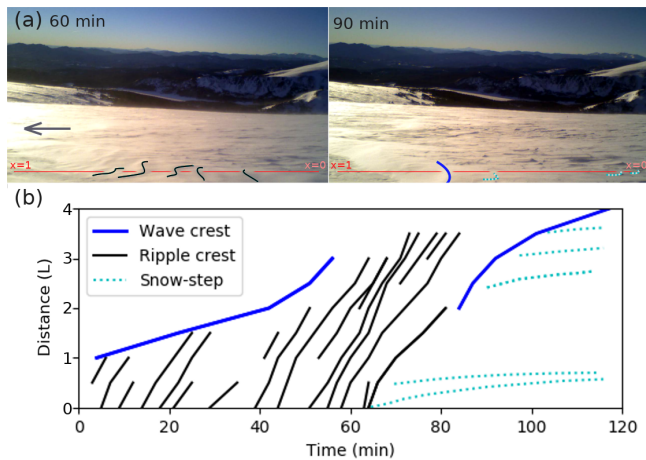 (a) 60 min
90 min
x=1 x=0
x=1 x=0
(b)
4
3
2
1
0
Distance (L)
Wave crest
Ripple crest
Snow-step
0 20 40 60 80 100 120
Time (min)